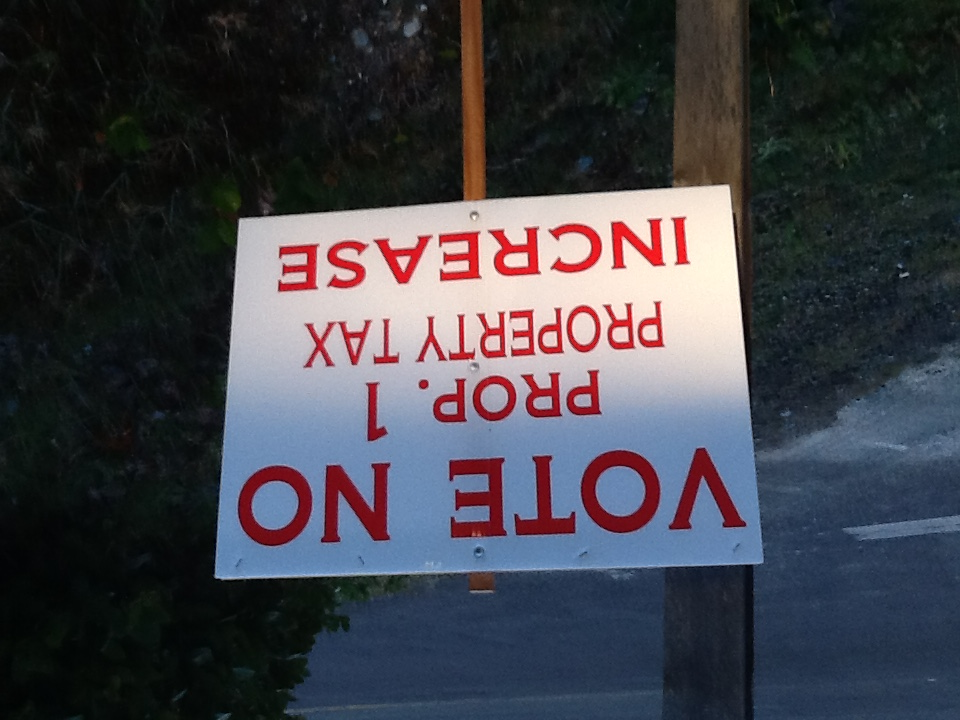 VOTE NO
PROP. 1
PROPERTY TAX
INCREASE